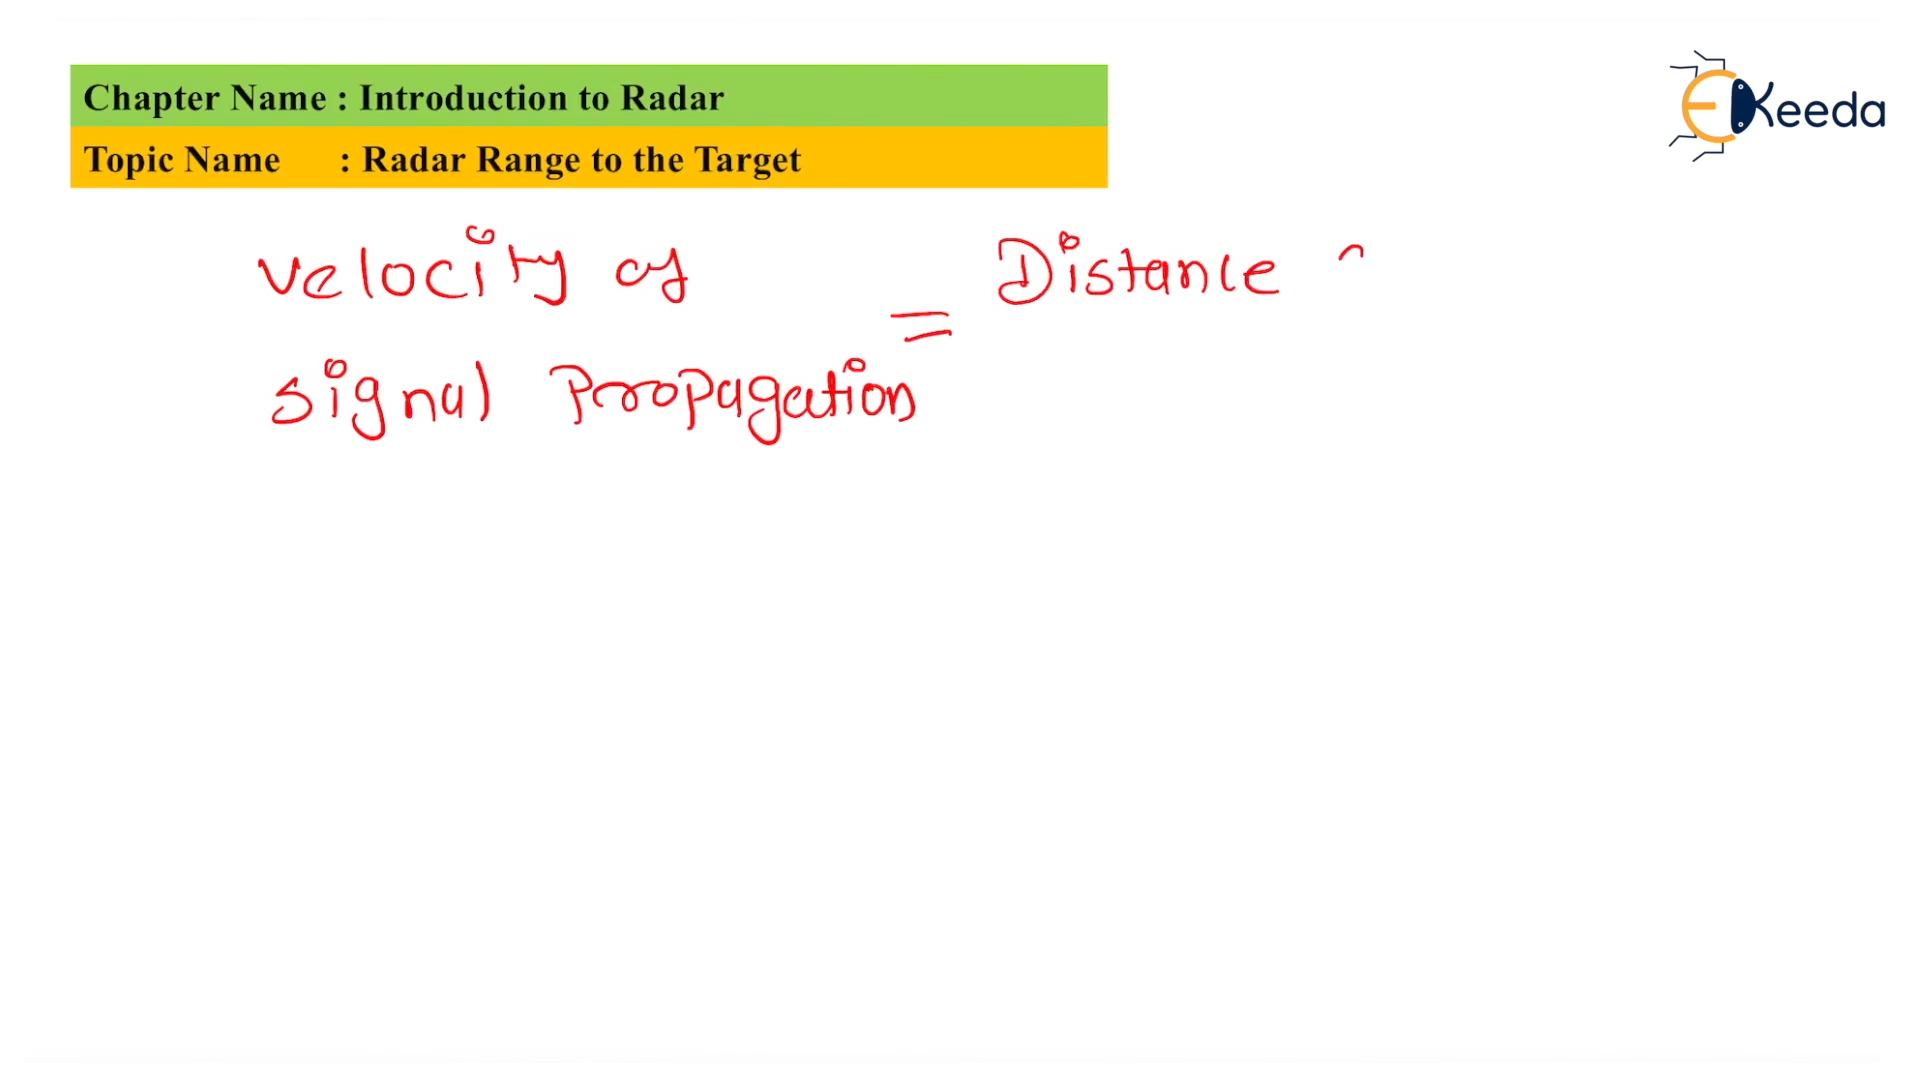 Chapter Name : Introduction to Radar
Keeda
Topic Name : Radar Range to the Target
Velocity of
= Distance
Signal Propagation